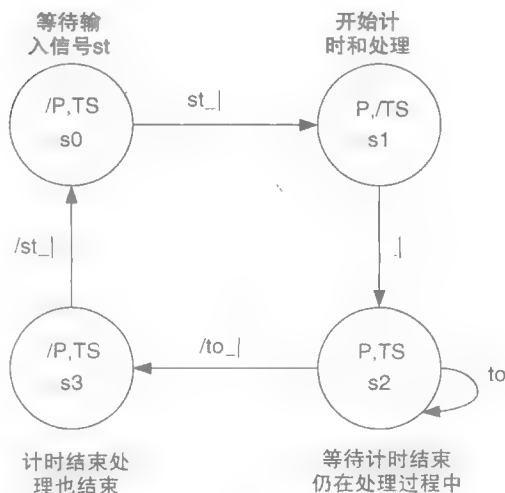 等待输
入信号st
开始计
时和处理
/P,TS
s0
st_|
P,/TS
s1
/st_|
_|
/P,TS
s3
/to_|
P,TS
s2
to
计时结束处
理也结束
等待计时结束
仍在处理过程中